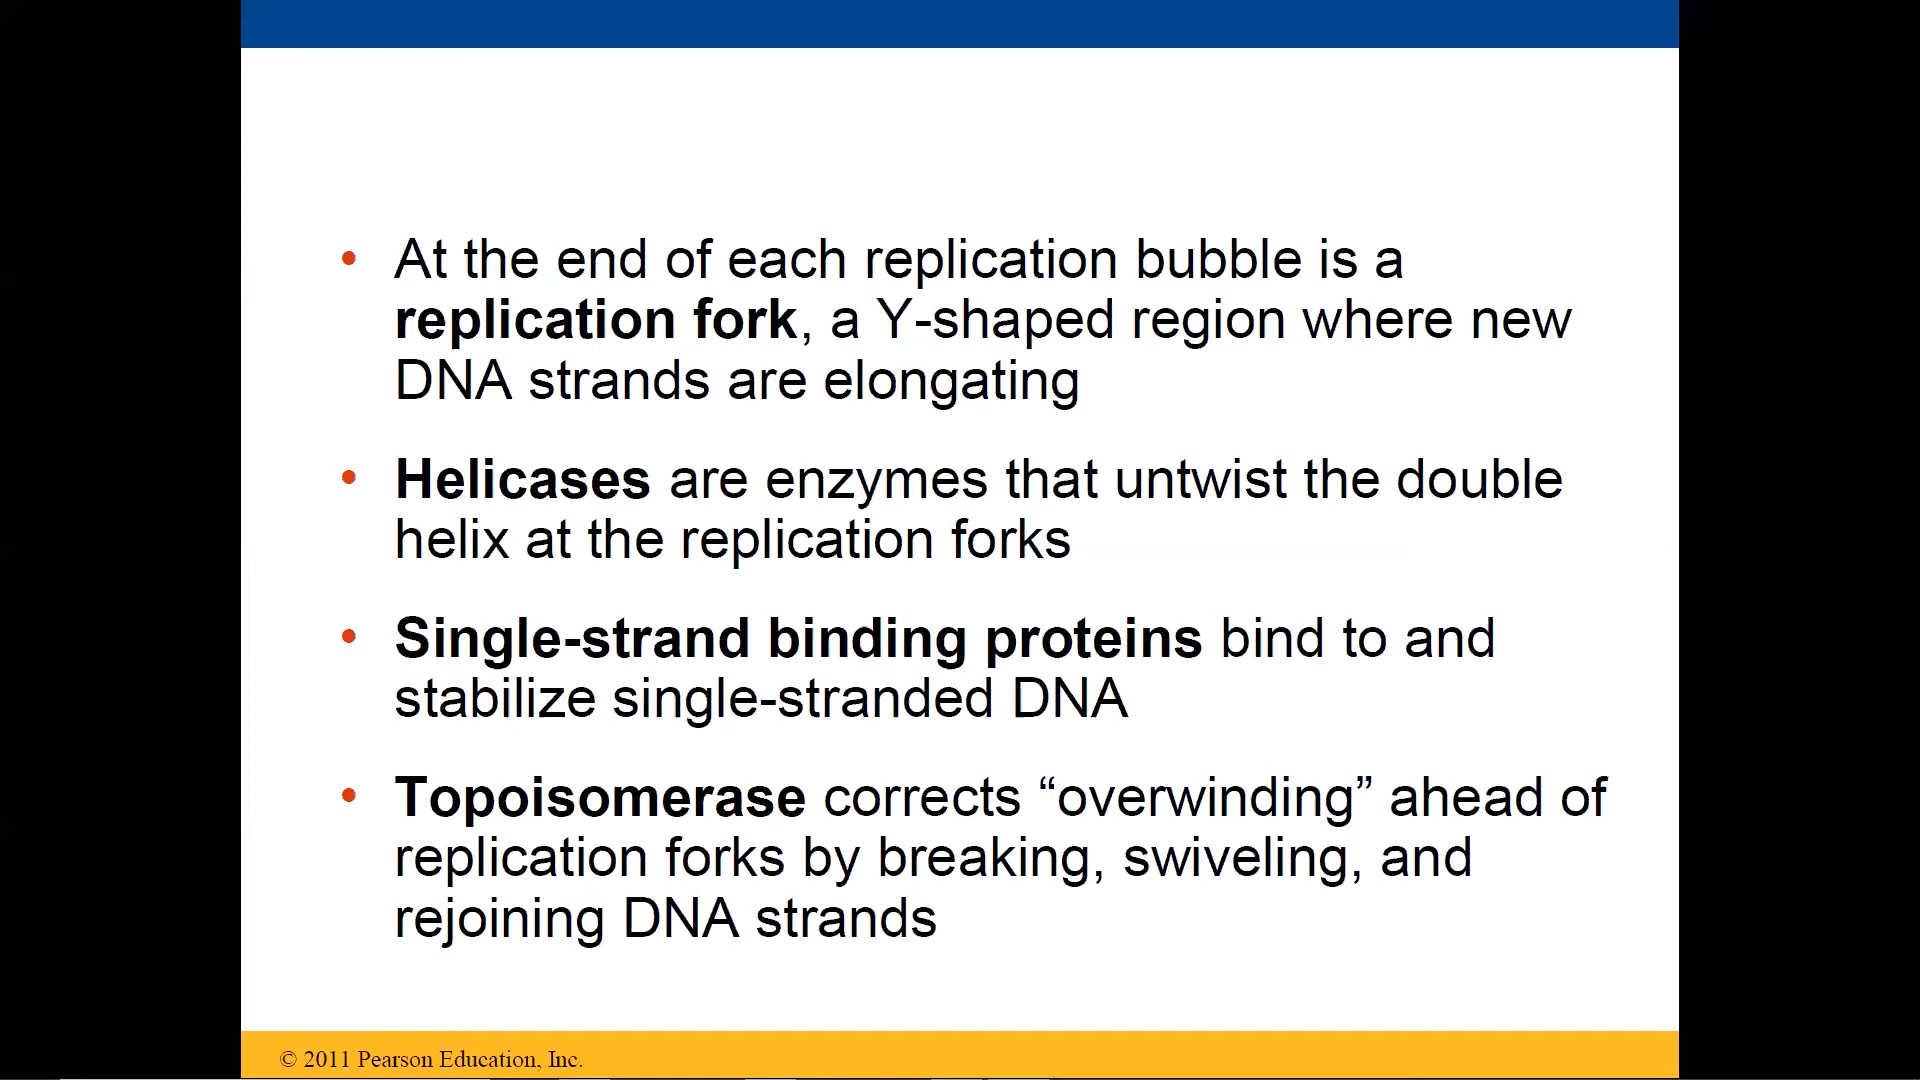 • At the end of each replication bubble is a
replication fork, a Y-shaped region where new
DNA strands are elongating
• Helicases are enzymes that untwist the double
helix at the replication forks
• Single-strand binding proteins bind to and
stabilize single-stranded DNA
• Topoisomerase corrects “overwinding” ahead of
replication forks by breaking, swiveling, and
rejoining DNA strands
© 2011 Pearson Education, Inc.